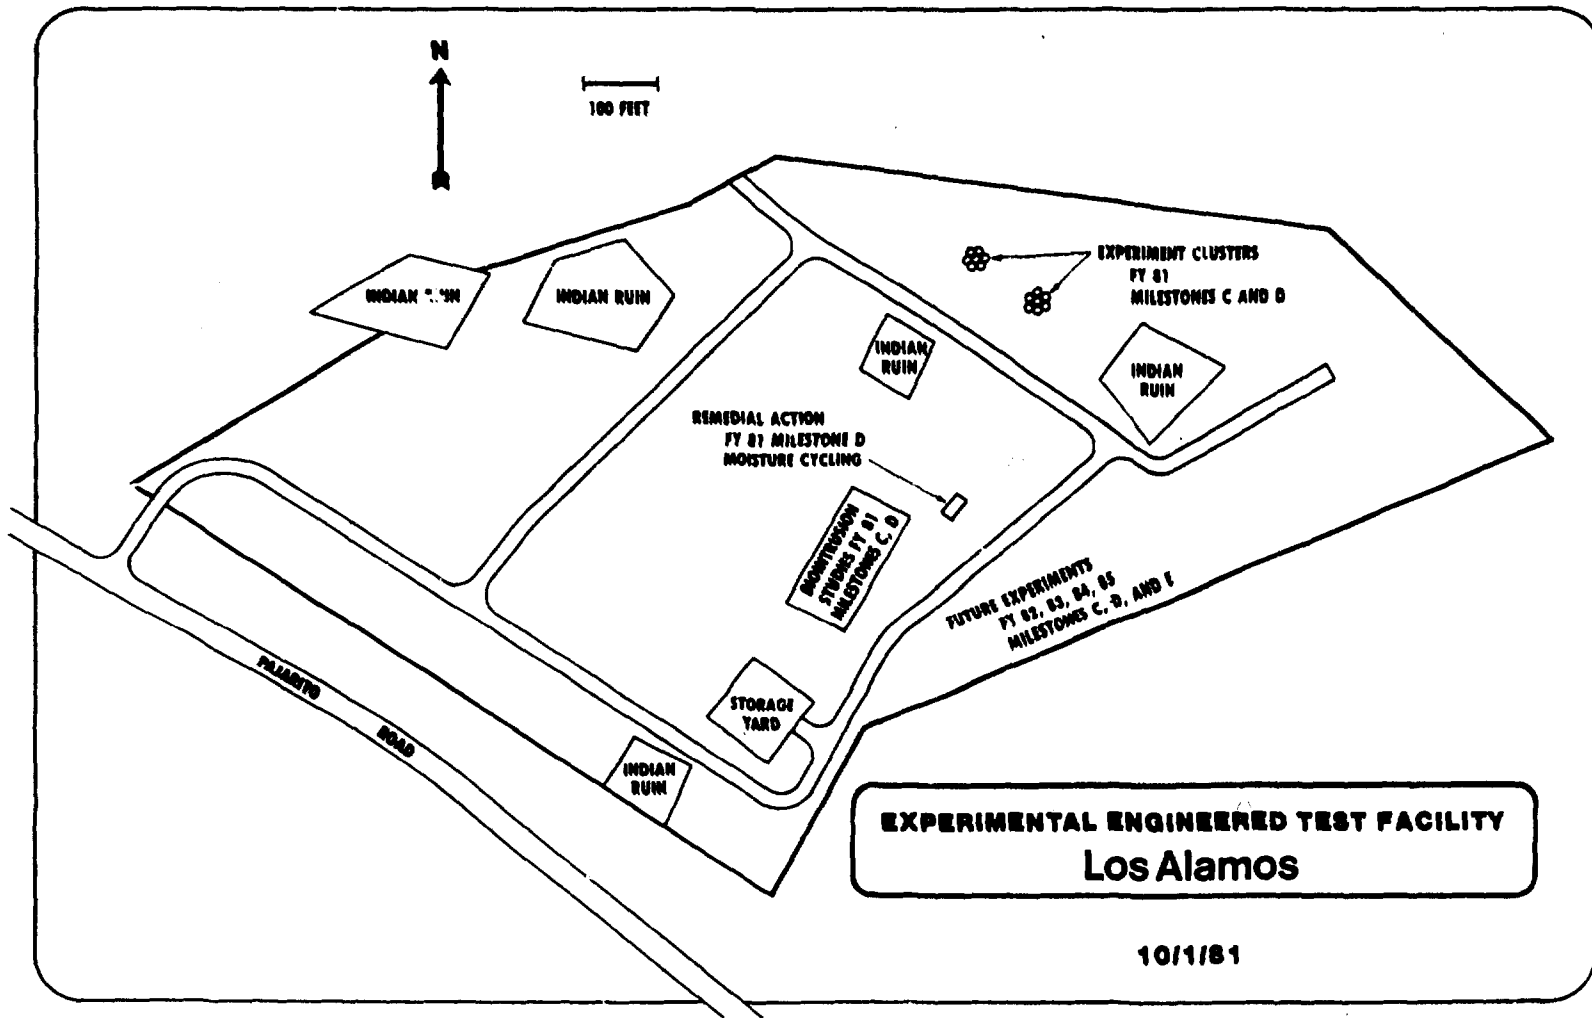 N
100 FEET
EXPERIMENT CLUSTERS
FY 81
MILESTONES C AND D
INDIAN
INDIAN RUIN
INDIAN
RUIN
INDIAN
RUIN
REMEDIAL ACTION
FY 81 MILESTONE D
MOISTURE CYCLING
BIOINTRUSION
STUDIES FY 81
MILESTONES C, D
FUTURE EXPERIMENTS
FY 82, 83, 84, 85
MILESTONES C, D, AND E
PAJARITO
ROAD
STORAGE
YARD
INDIAN
RUIN
EXPERIMENTAL ENGINEERED TEST FACILITY
Los Alamos
10/1/81